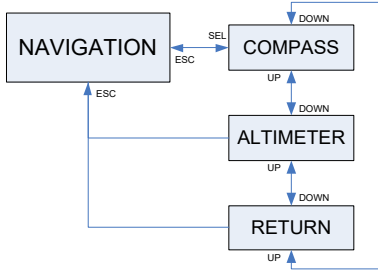 DOWN
SEL
NAVIGATION
COMPASS
ESC
UP
ESC
DOWN
ALTIMETER
UP
DOWN
RETURN
UP